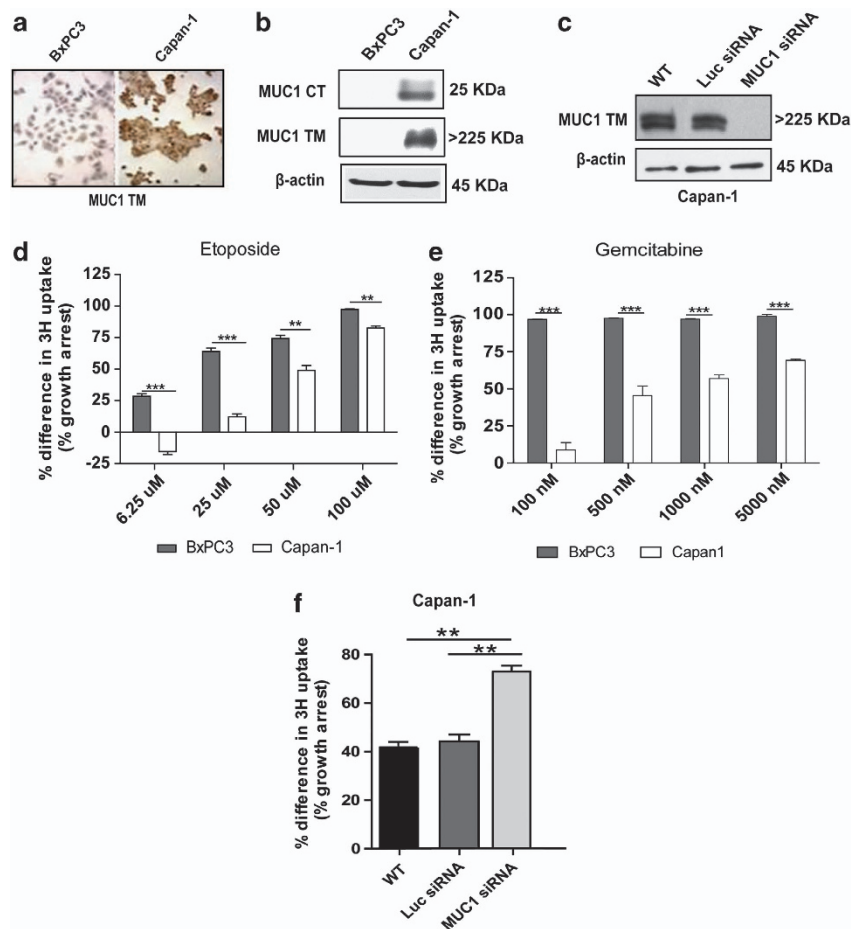 a
BxPC3
Capan-1
MUC1 TM
b
BxPC3
Capan-1
MUC1 CT
25 KDa
MUC1 TM
>225 KDa
β-actin
45 KDa
c
WT
Luc siRNA
MUC1 siRNA
MUC1 TM
>225 KDa
β-actin
45 KDa
Capan-1
d
Etoposide
% difference in 3H uptake
(% growth arrest)
125
100
75
50
25
0
-25
***
***
**
**
6.25 uM
25 uM
50 uM
100 uM
BxPC3
Capan-1
e
Gemcitabine
% difference in 3H uptake
(% growth arrest)
125
100
75
50
25
0
***
***
***
***
100 nM
500 nM
1000 nM
5000 nM
BxPC3
Capan1
f
Capan-1
% difference in 3H uptake
(% growth arrest)
80
60
40
20
0
**
**
WT
Luc siRNA
MUC1 siRNA